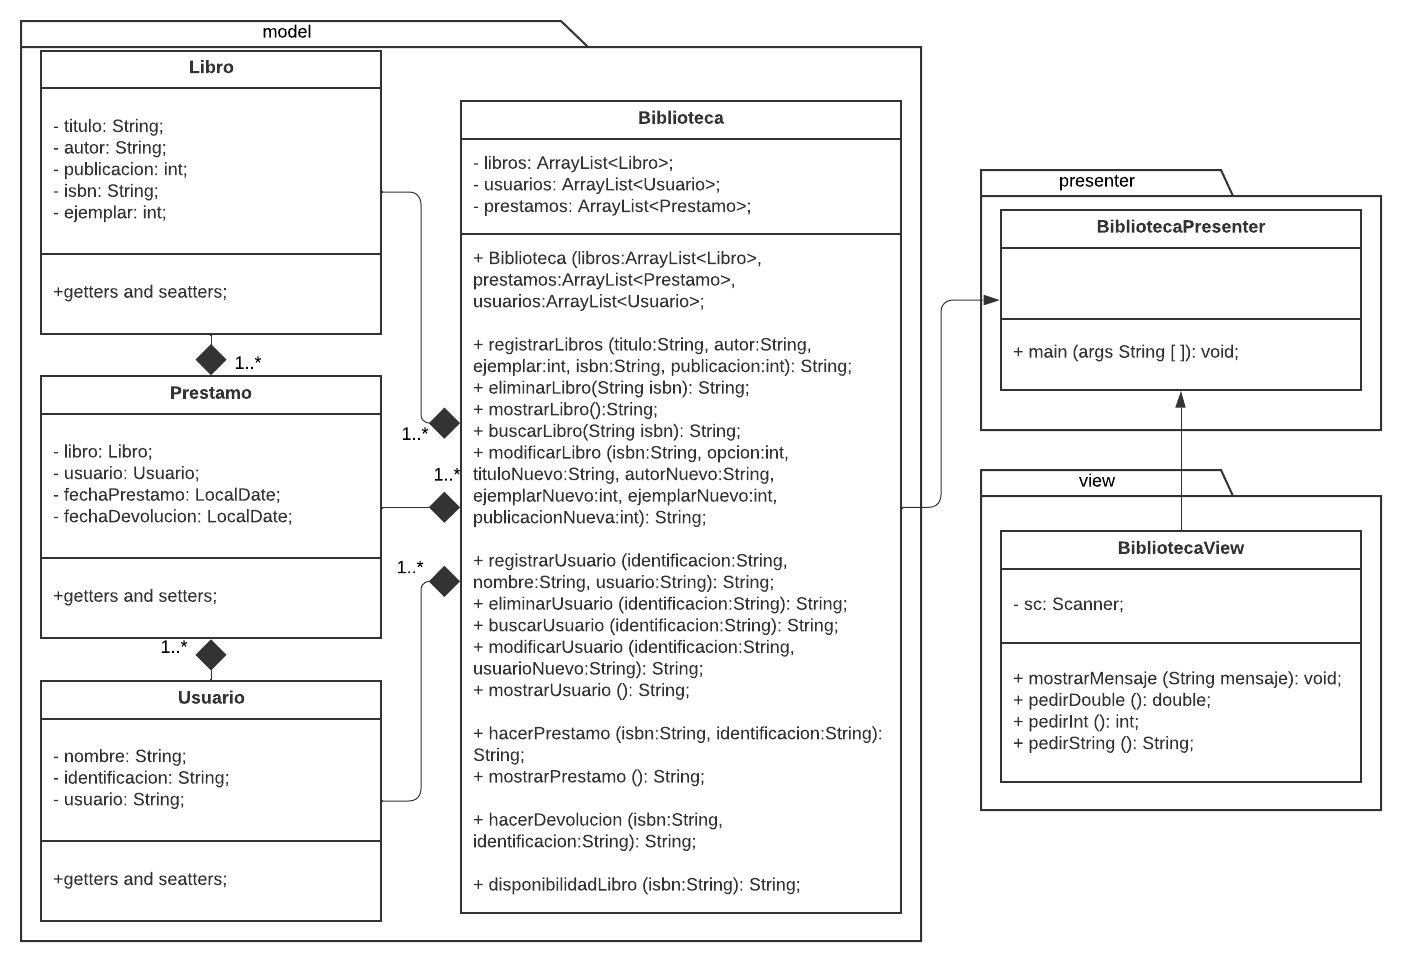 model
Libro
- titulo: String;
- autor: String;
- publicacion: int;
- isbn: String;
- ejemplar: int;
+getters and seatters;
1..*
Prestamo
- libro: Libro;
- usuario: Usuario;
- fechaPrestamo: LocalDate;
- fechaDevolucion: LocalDate;
+getters and setters;
1..*
Usuario
- nombre: String;
- identificacion: String;
- usuario: String;
+getters and seatters;
1..*
1..*
1..*
Biblioteca
- libros: ArrayList<Libro>;
- usuarios: ArrayList<Usuario>;
- prestamos: ArrayList<Prestamo>;
+ Biblioteca (libros:ArrayList<Libro>,
prestamos:ArrayList<Prestamo>,
usuarios:ArrayList<Usuario>;
+ registrarLibros (titulo:String, autor:String,
ejemplar:int, isbn:String, publicacion:int): String;
+ eliminarLibro(String isbn): String;
+ mostrarLibro():String;
+ buscarLibro(String isbn): String;
+ modificarLibro (isbn:String, opcion:int,
tituloNuevo:String, autorNuevo:String,
ejemplarNuevo:int, ejemplarNuevo:int,
publicacionNueva:int): String;
+ registrarUsuario (identificacion:String,
nombre:String, usuario:String): String;
+ eliminarUsuario (identificacion:String): String;
+ buscarUsuario (identificacion:String): String;
+ modificarUsuario (identificacion:String,
usuarioNuevo:String): String;
+ mostrarUsuario (): String;
+ hacerPrestamo (isbn:String, identificacion:String):
String;
+ mostrarPrestamo (): String;
+ hacerDevolucion (isbn:String,
identificacion:String): String;
+ disponibilidadLibro (isbn:String): String;
presenter
BibliotecaPresenter
+ main (args String [ ]): void;
view
BibliotecaView
- sc: Scanner;
+ mostrarMensaje (String mensaje): void;
+ pedirDouble (): double;
+ pedirInt (): int;
+ pedirString (): String;